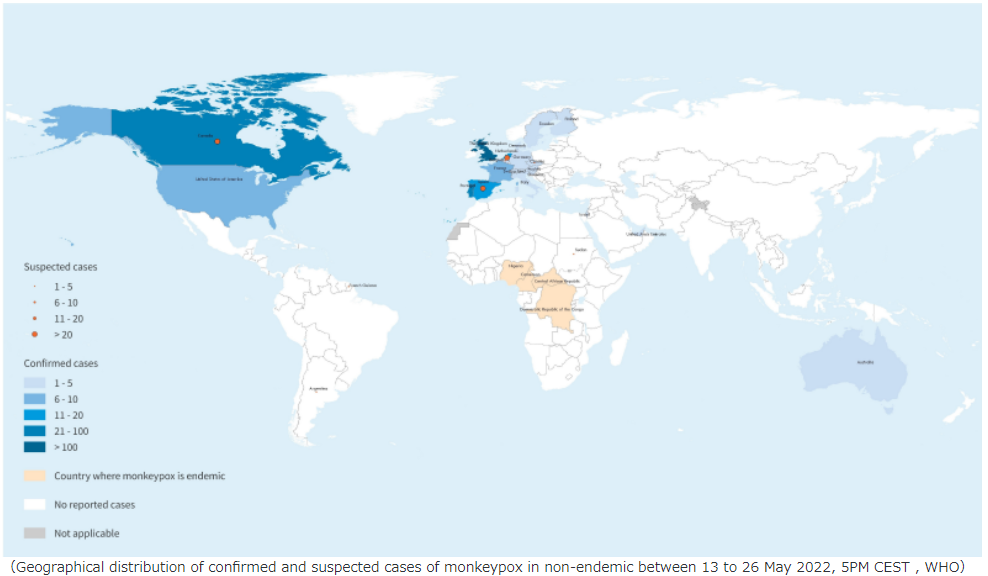 Canada
United States of America
Sweden
Finland
Denmark
Netherlands
Germany
France
Switzerland
Italy
Portugal
Israel
United Arab Emirates
Sudan
Nigeria
Cameroon
Central African Republic
Democratic Republic of the Congo
French Guiana
Argentina
Australia
Suspected cases
1 - 5
6 - 10
11 - 20
> 20
Confirmed cases
1 - 5
6 - 10
11 - 20
21 - 100
> 100
Country where monkeypox is endemic
No reported cases
Not applicable
（Geographical distribution of confirmed and suspected cases of monkeypox in non-endemic between 13 to 26 May 2022, 5PM CEST , WHO）